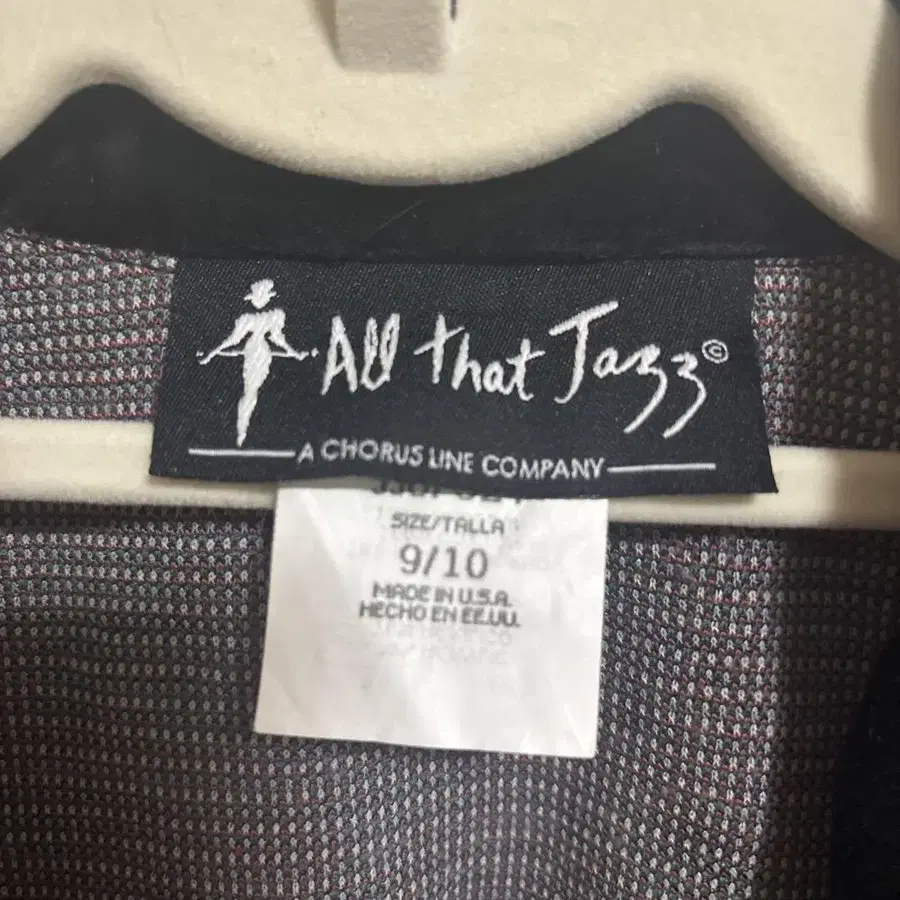 All that Jazz©
A CHORUS LINE COMPANY
SIZE/TALLA
9/10
MADE IN U.S.A.
HECHO EN EE.UU.